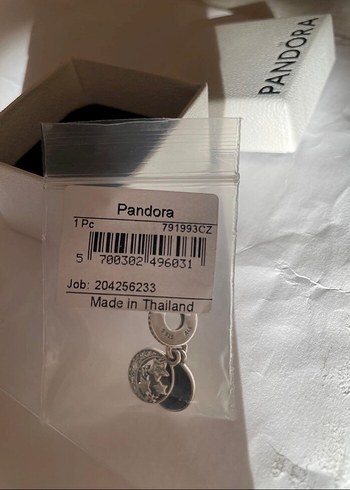 PANDORA
Pandora
1 Pc 791993CZ
5 700302 496031
Job: 204256233
Made in Thailand